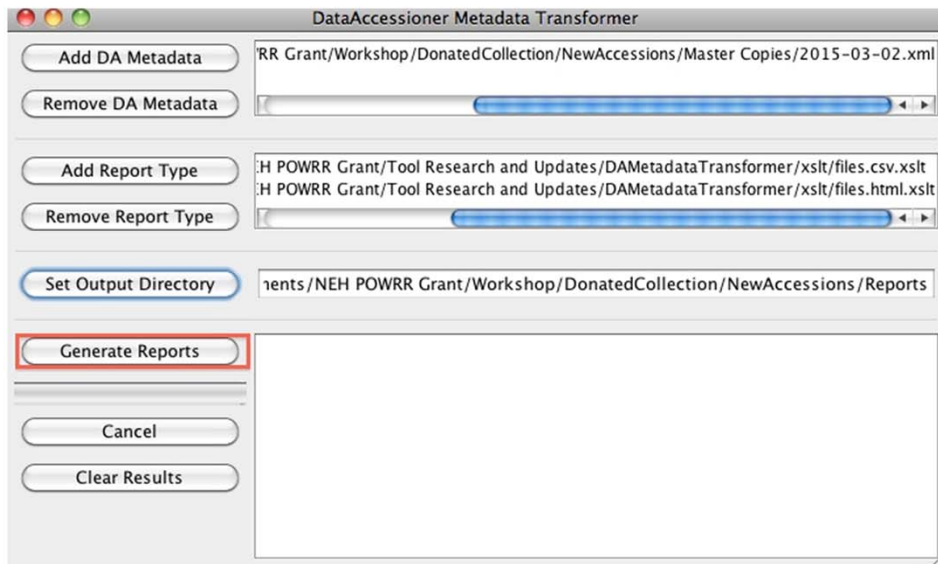 DataAccessioner Metadata Transformer
Add DA Metadata
RR Grant/Workshop/DonatedCollection/NewAccessions/Master Copies/2015-03-02.xml
Remove DA Metadata
Add Report Type
EH POWRR Grant/Tool Research and Updates/DAMetadataTransformer/xslt/files.csv.xslt
EH POWRR Grant/Tool Research and Updates/DAMetadataTransformer/xslt/files.html.xslt
Remove Report Type
Set Output Directory
nents/NEH POWRR Grant/Workshop/DonatedCollection/NewAccessions/Reports
Generate Reports
Cancel
Clear Results